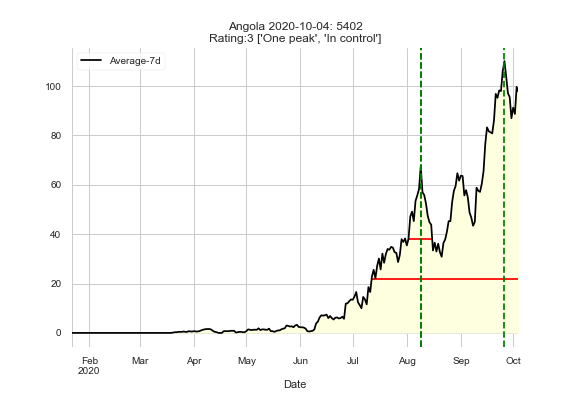 Angola 2020-10-04: 5402
Rating:3 ['One peak', 'In control']
Average-7d
100
80
60
40
20
0
Feb Mar Apr May Jun Jul Aug Sep Oct
2020
Date